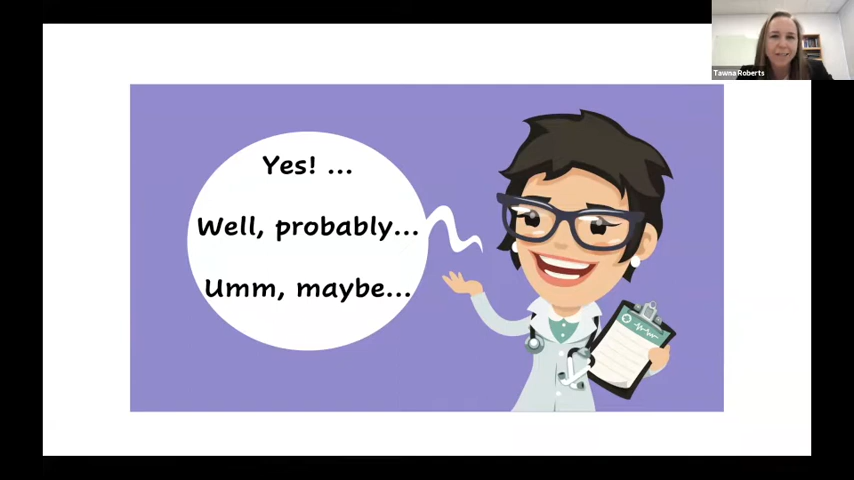 Yes! ...
Well, probably...
Umm, maybe...
Tawna Roberts